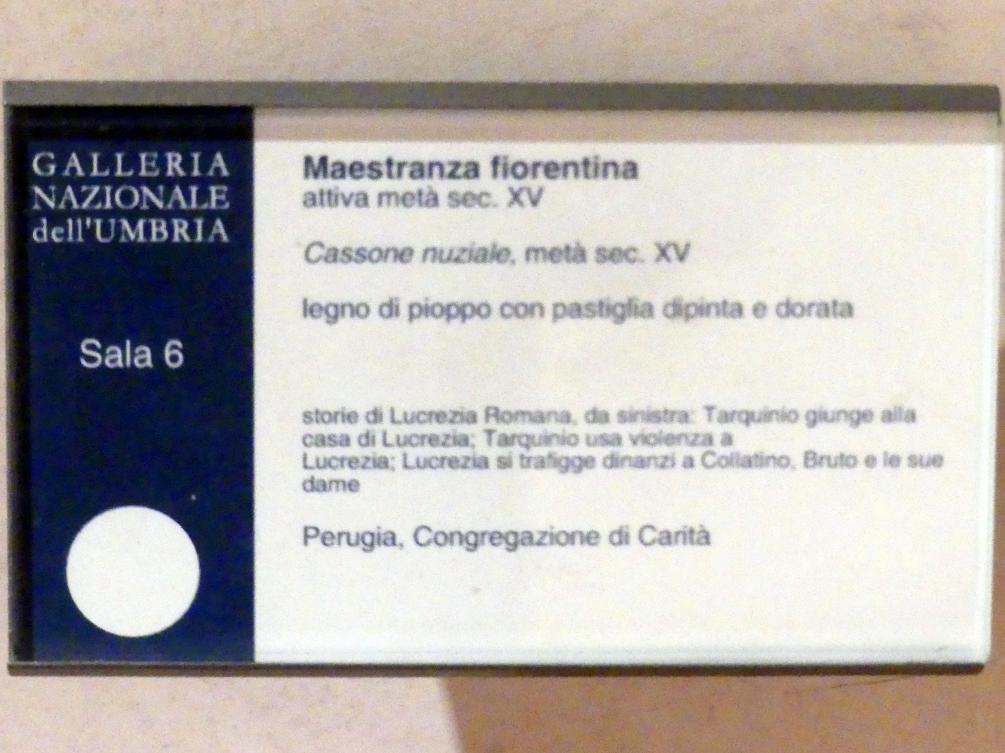 GALLERIA
NAZIONALE
dell'UMBRIA
Sala 6
Maestranza fiorentina
attiva metà sec. XV
Cassone nuziale, metà sec. XV
legno di pioppo con pastiglia dipinta e dorata
storie di Lucrezia Romana, da sinistra: Tarquinio giunge alla
casa di Lucrezia; Tarquinio usa violenza a
Lucrezia; Lucrezia si trafigge dinanzi a Collatino, Bruto e le sue
dame
Perugia, Congregazione di Carità